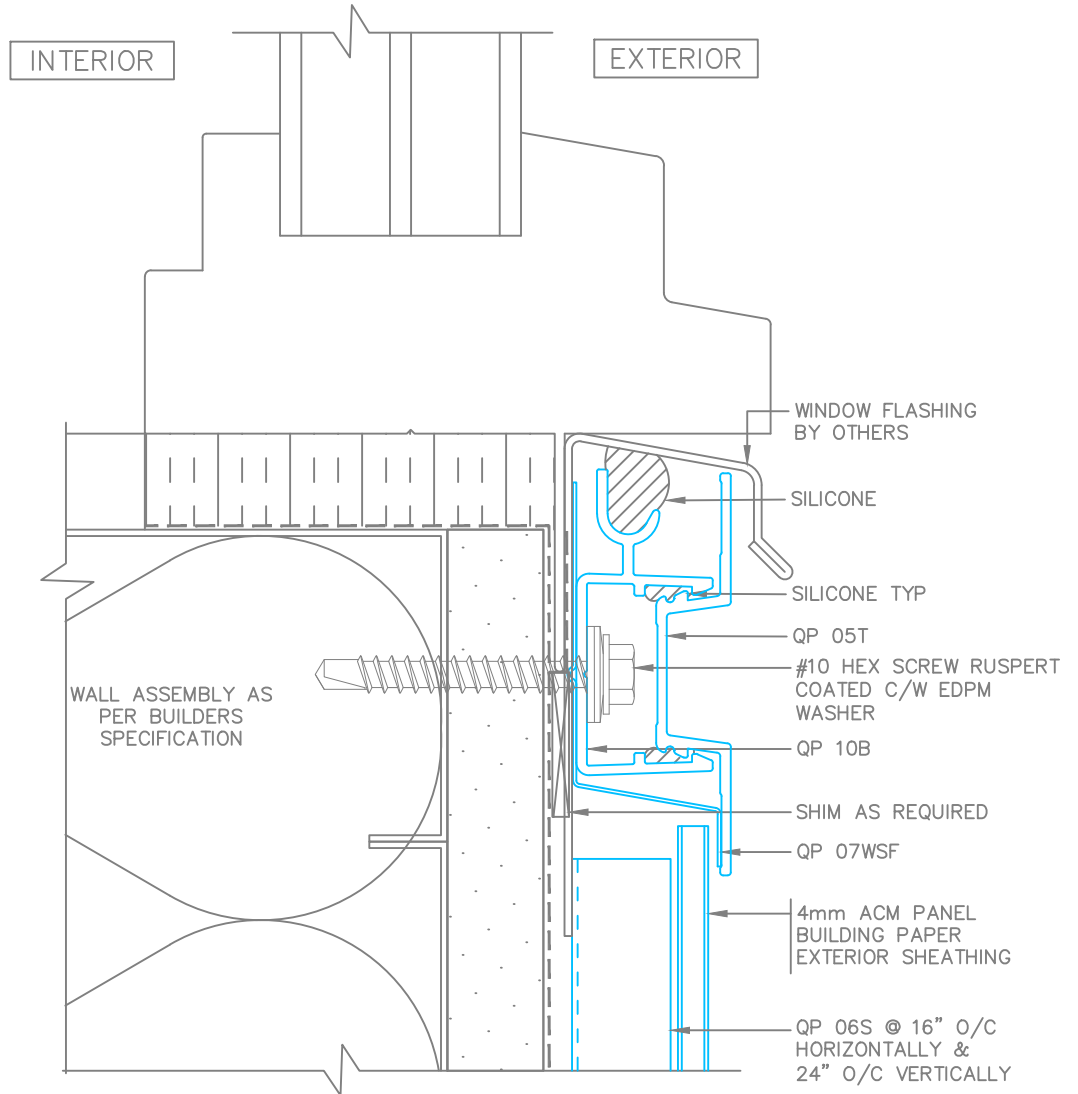 INTERIOR
EXTERIOR
WINDOW FLASHING
BY OTHERS
SILICONE
SILICONE TYP
QP 05T
#10 HEX SCREW RUSPERT
COATED C/W EDPM
WASHER
WALL ASSEMBLY AS
PER BUILDERS
SPECIFICATION
QP 10B
SHIM AS REQUIRED
QP 07WSF
4mm ACM PANEL
BUILDING PAPER
EXTERIOR SHEATHING
QP 06S @ 16” O/C
HORIZONTALLY &
24” O/C VERTICALLY